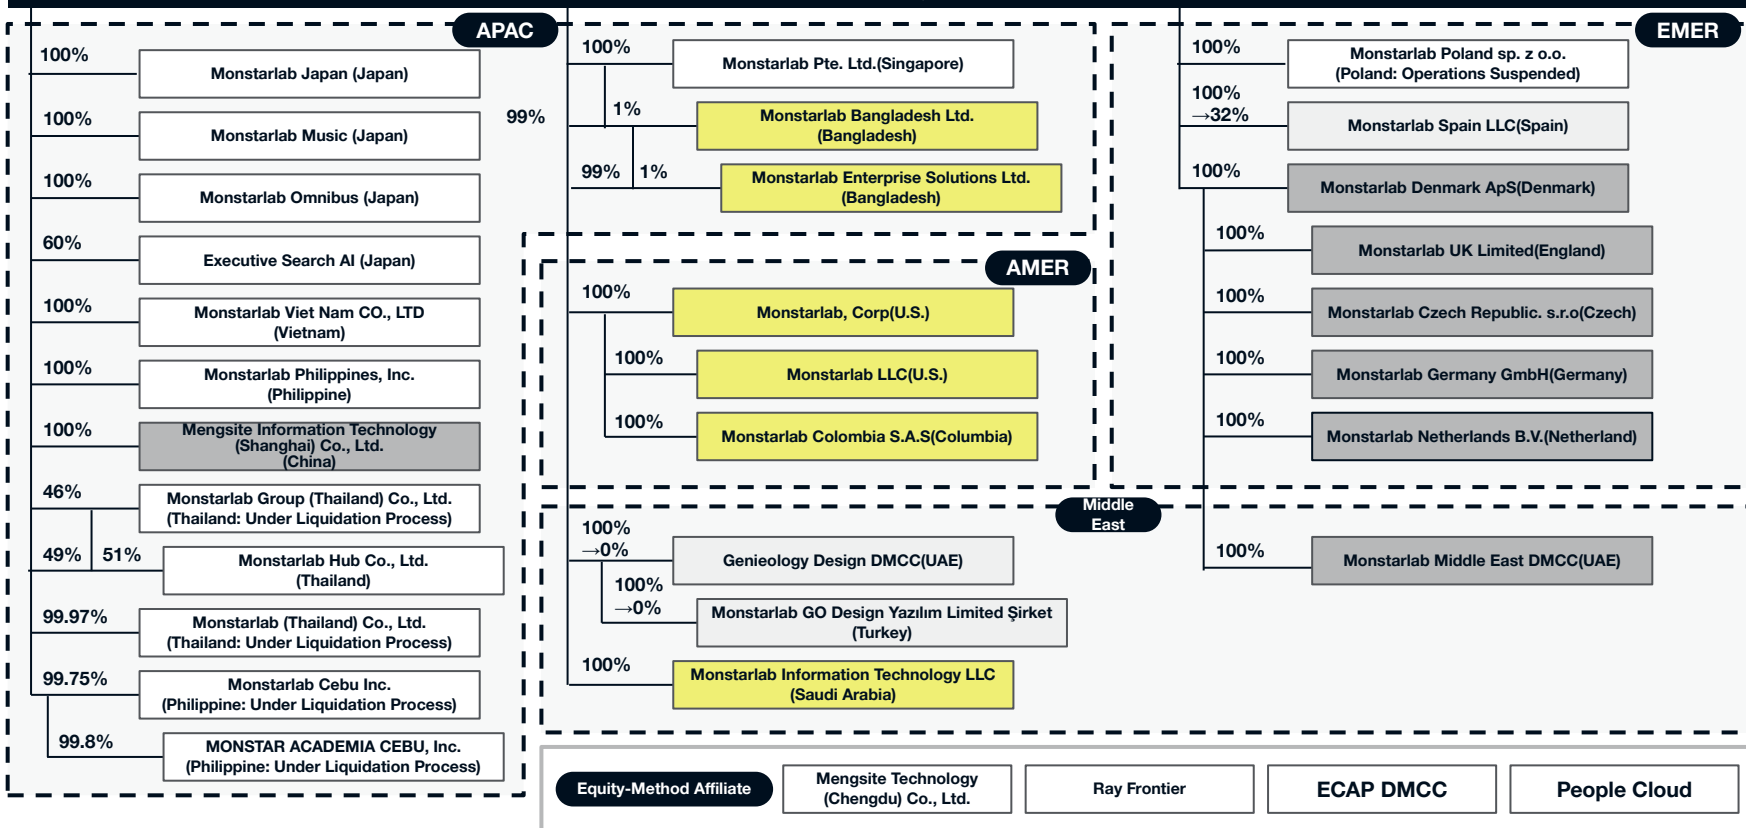 APAC
100%
Monstarlab Japan (Japan)
100%
Monstarlab Music (Japan)
100%
Monstarlab Omnibus (Japan)
60%
Executive Search AI (Japan)
100%
Monstarlab Viet Nam CO., LTD
(Vietnam)
100%
Monstarlab Philippines, Inc.
(Philippine)
100%
Mengsite Information Technology
(Shanghai) Co., Ltd.
(China)
46%
Monstarlab Group (Thailand) Co., Ltd.
(Thailand: Under Liquidation Process)
49%
51%
Monstarlab Hub Co., Ltd.
(Thailand)
99.97%
Monstarlab (Thailand) Co., Ltd.
(Thailand: Under Liquidation Process)
99.75%
Monstarlab Cebu Inc.
(Philippine: Under Liquidation Process)
99.8%
MONSTAR ACADEMIA CEBU, Inc.
(Philippine: Under Liquidation Process)
100%
Monstarlab Pte. Ltd.(Singapore)
99%
1%
Monstarlab Bangladesh Ltd.
(Bangladesh)
99%
1%
Monstarlab Enterprise Solutions Ltd.
(Bangladesh)
AMER
100%
Monstarlab, Corp(U.S.)
100%
Monstarlab LLC(U.S.)
100%
Monstarlab Colombia S.A.S(Columbia)
Middle
East
100%
→0%
Genieology Design DMCC(UAE)
100%
→0%
Monstarlab GO Design Yazılım Limited Şirket
(Turkey)
100%
Monstarlab Information Technology LLC
(Saudi Arabia)
EMER
100%
Monstarlab Poland sp. z o.o.
(Poland: Operations Suspended)
100%
→32%
Monstarlab Spain LLC(Spain)
100%
Monstarlab Denmark ApS(Denmark)
100%
Monstarlab UK Limited(England)
100%
Monstarlab Czech Republic. s.r.o(Czech)
100%
Monstarlab Germany GmbH(Germany)
100%
Monstarlab Netherlands B.V.(Netherland)
100%
Monstarlab Middle East DMCC(UAE)
Equity-Method Affiliate
Mengsite Technology
(Chengdu) Co., Ltd.
Ray Frontier
ECAP DMCC
People Cloud